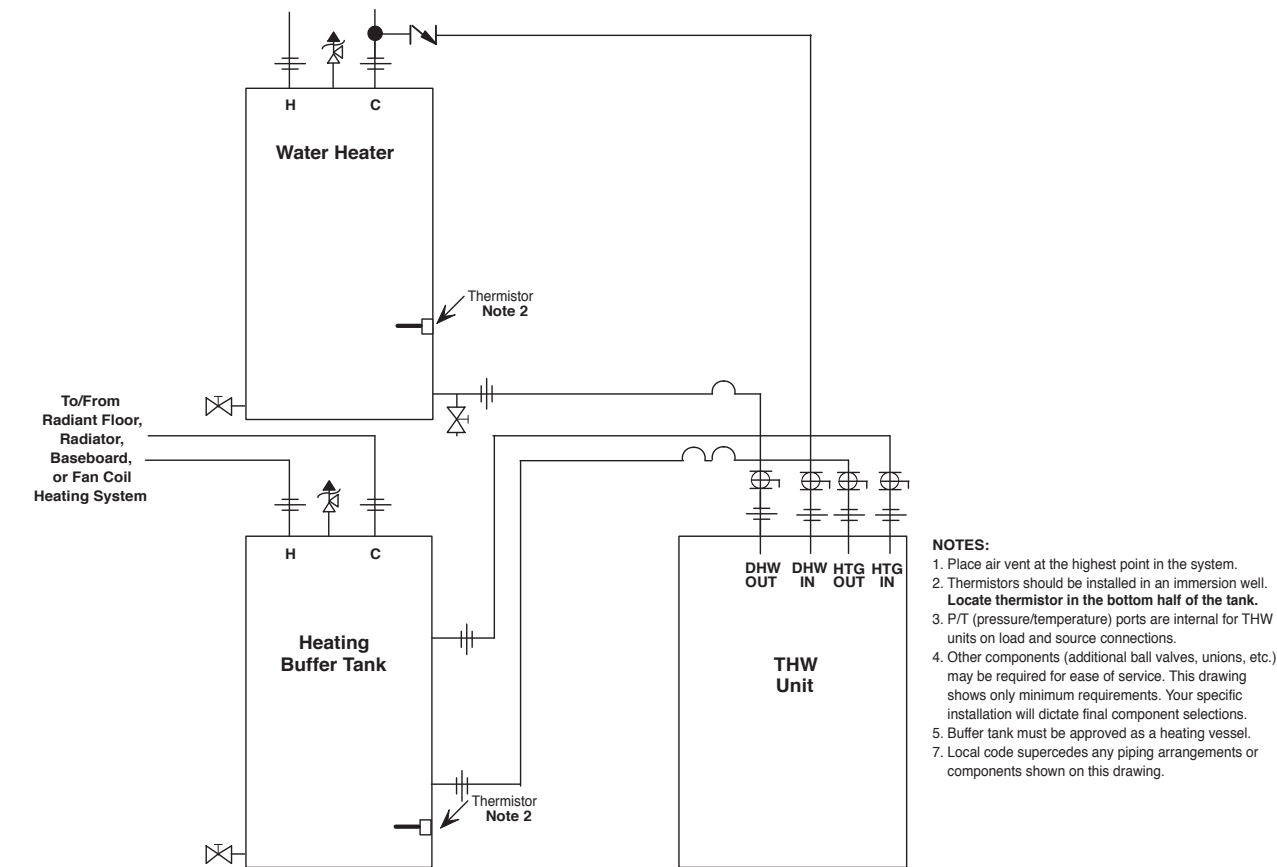 H
C
Water Heater
Thermistor
Note 2
To/From
Radiant Floor,
Radiator,
Baseboard,
or Fan Coil
Heating System
H
C
Heating
Buffer Tank
Thermistor
Note 2
DHW
OUT
DHW
IN
HTG
OUT
HTG
IN
THW
Unit
NOTES:
1. Place air vent at the highest point in the system.
2. Thermistors should be installed in an immersion well.
Locate thermistor in the bottom half of the tank.
3. P/T (pressure/temperature) ports are internal for THW
units on load and source connections.
4. Other components (additional ball valves, unions, etc.)
may be required for ease of service. This drawing
shows only minimum requirements. Your specific
installation will dictate final component selections.
5. Buffer tank must be approved as a heating vessel.
7. Local code supercedes any piping arrangements or
components shown on this drawing.